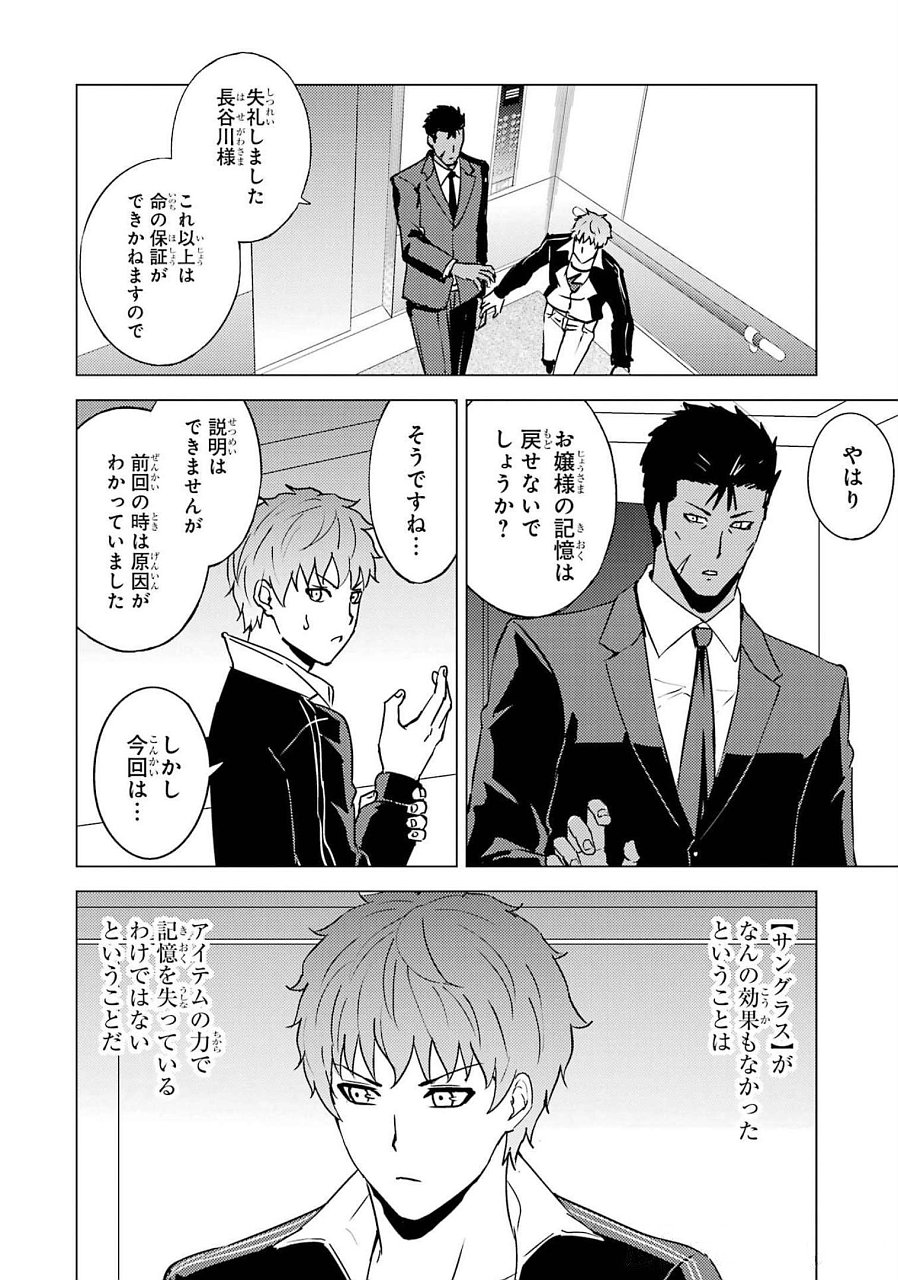 失礼しました
長谷川様
これ以上は
命の保証が
できかねますので
やはり
お嬢様の記憶は
戻せないで
しょうか?
そうですね…
説明は
できませんが
前回の時は原因が
わかっていました
しかし
今回は…
【サングラス】が
なんの効果もなかった
ということは
アイテムの力で
記憶を失っている
わけではない
ということだ